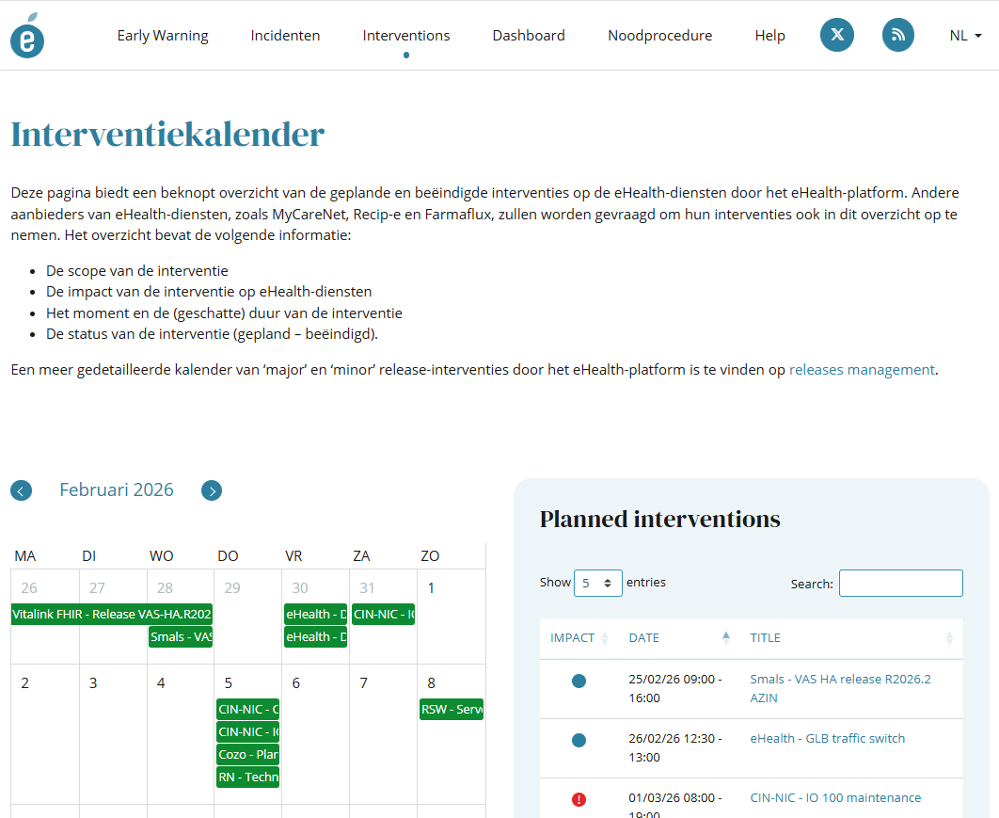 e
Early Warning Incidenten Interventions Dashboard Noodprocedure Help X NL
Interventiekalender
Deze pagina biedt een beknopt overzicht van de geplande en beëindigde interventies op de eHealth-diensten door het eHealth-platform. Andere
aanbieders van eHealth-diensten, zoals MyCareNet, Recip-e en Farmaflux, zullen worden gevraagd om hun interventies ook in dit overzicht op te
nemen. Het overzicht bevat de volgende informatie:
• De scope van de interventie
• De impact van de interventie op eHealth-diensten
• Het moment en de (geschatte) duur van de interventie
• De status van de interventie (gepland – beëindigd).
Een meer gedetailleerde kalender van ‘major’ en ‘minor’ release-interventies door het eHealth-platform is te vinden op releases management.
Februari 2026
MA DI WO DO VR ZA ZO
26 27 28 29 30 31 1
Vitalink FHIR - Release VAS-HA.R202 eHealth - D CIN-NIC - IO
Smals - VAS eHealth - D
2 3 4 5 6 7 8
CIN-NIC - C RSW - Serv
CIN-NIC - IO
Cozo - Plan
RN - Techn
Planned interventions
Show 5 entries Search:
IMPACT DATE TITLE
25/02/26 09:00 - Smals - VAS HA release R2026.2
16:00 AZIN
26/02/26 12:30 - eHealth - GLB traffic switch
13:00
01/03/26 08:00 - CIN-NIC - IO 100 maintenance
19:00